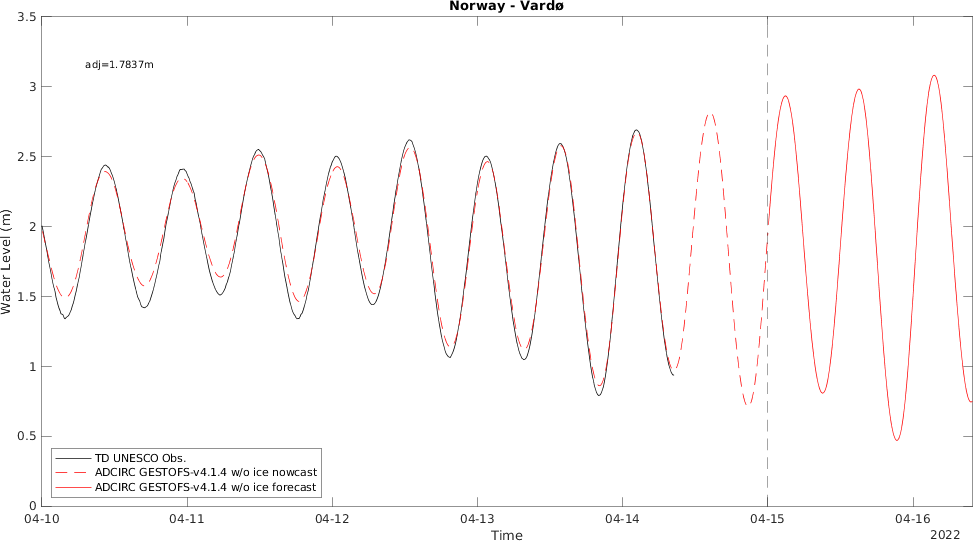 Norway - Vardø
3.5
adj=1.7837m
3
2.5
2
Water Level (m)
1.5
1
0.5
0
TD UNESCO Obs.
ADCIRC GESTOFS-v4.1.4 w/o ice nowcast
ADCIRC GESTOFS-v4.1.4 w/o ice forecast
04-10 04-11 04-12 04-13 04-14 04-15 04-16
Time
2022